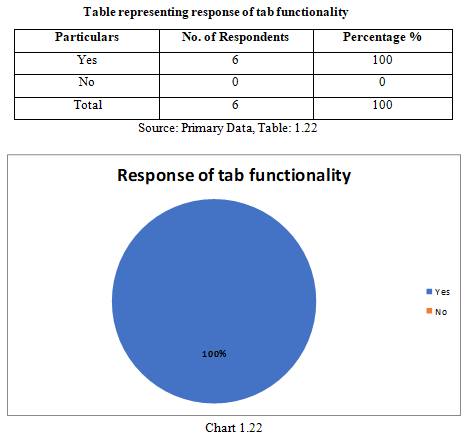 Table representing response of tab functionality
Particulars No. of Respondents Percentage %
Yes 6 100
No 0 0
Total 6 100
Source: Primary Data, Table: 1.22
Response of tab functionality
Yes
No
100%
Chart 1.22